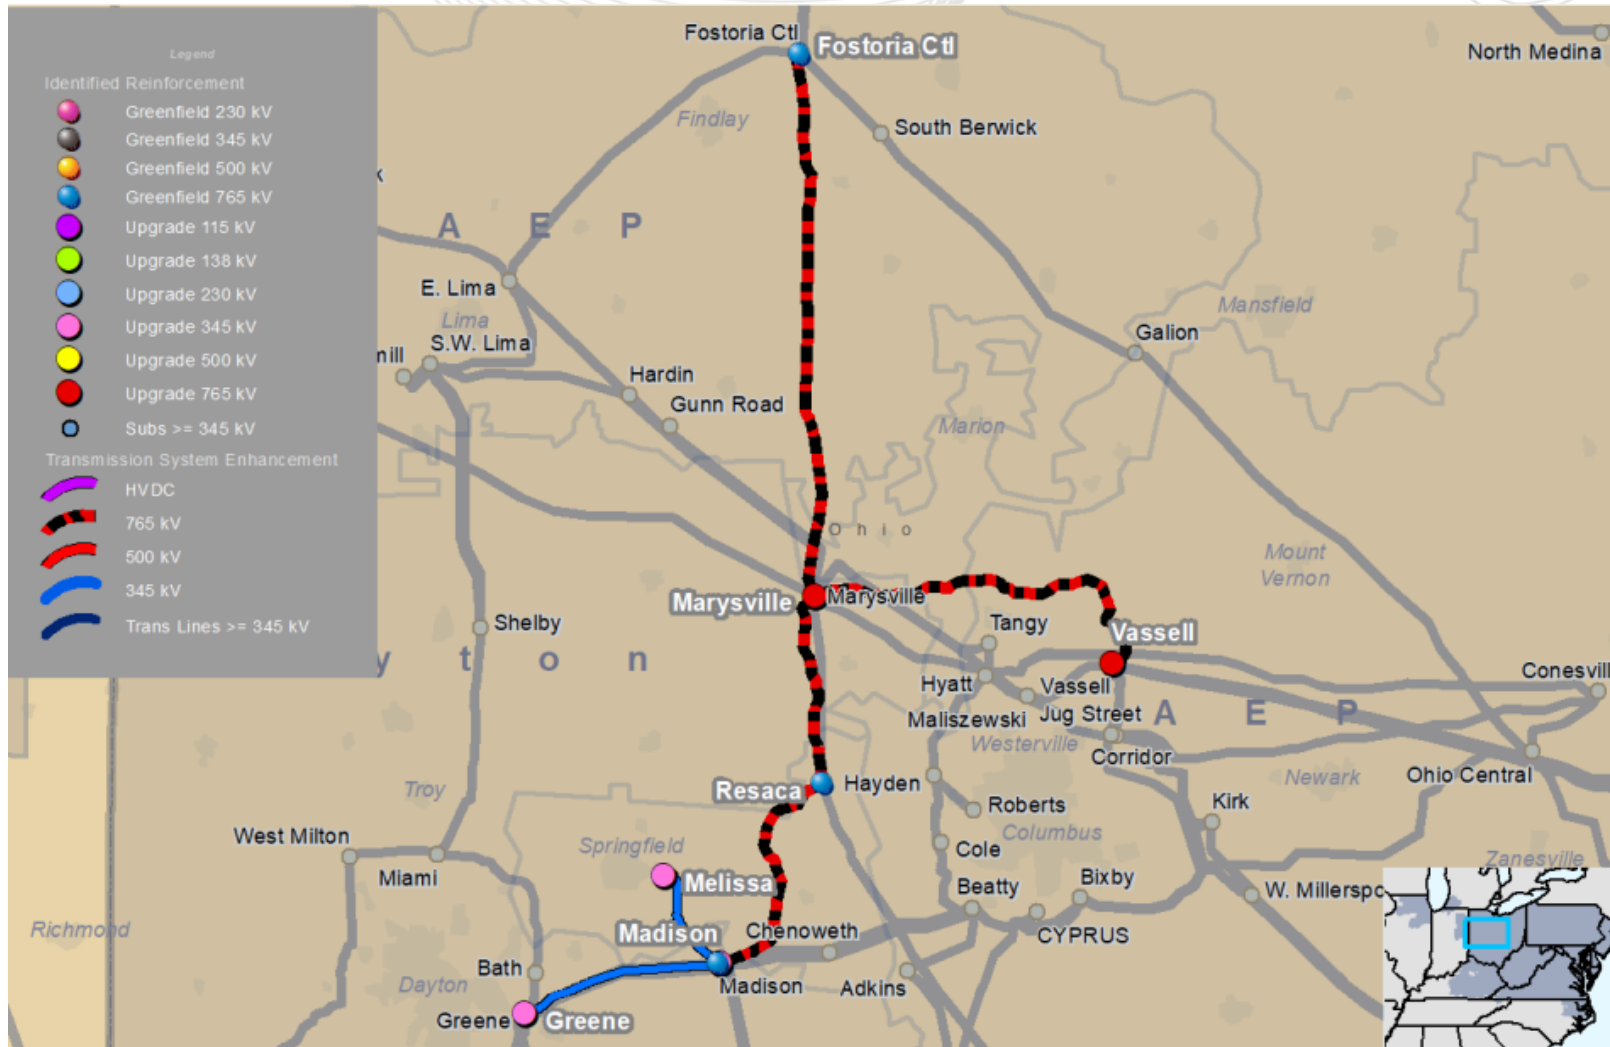 Legend
Identified Reinforcement
Greenfield 230 kV
Greenfield 345 kV
Greenfield 500 kV
Greenfield 765 kV
Upgrade 115 kV
Upgrade 138 kV
Upgrade 230 kV
Upgrade 345 kV
Upgrade 500 kV
Upgrade 765 kV
Subs >= 345 kV
Transmission System Enhancement
HVDC
765 kV
500 kV
345 kV
Trans Lines >= 345 kV
Fostoria Ctl
Fostoria Ctl
North Medina
Findlay
South Berwick
k
A E P
E. Lima
Lima
Mansfield
S.W. Lima
mill
Galion
Hardin
Gunn Road
Marion
Ohio
Mount
Vernon
Marysville
Marysville
Shelby
Tangy
Vassell
y t o n
Hyatt
Vassell
Conesvill
Maliszewski
Jug Street
A E P
Westerville
Corridor
Newark
Ohio Central
Troy
Resaca
Hayden
Roberts
Kirk
West Milton
Springfield
Columbus
Cole
Zanesville
Miami
Melissa
Beatty
Bixby
W. Millerspo
Richmond
Madison
Chenoweth
CYPRUS
Bath
Dayton
Madison
Adkins
Greene
Greene